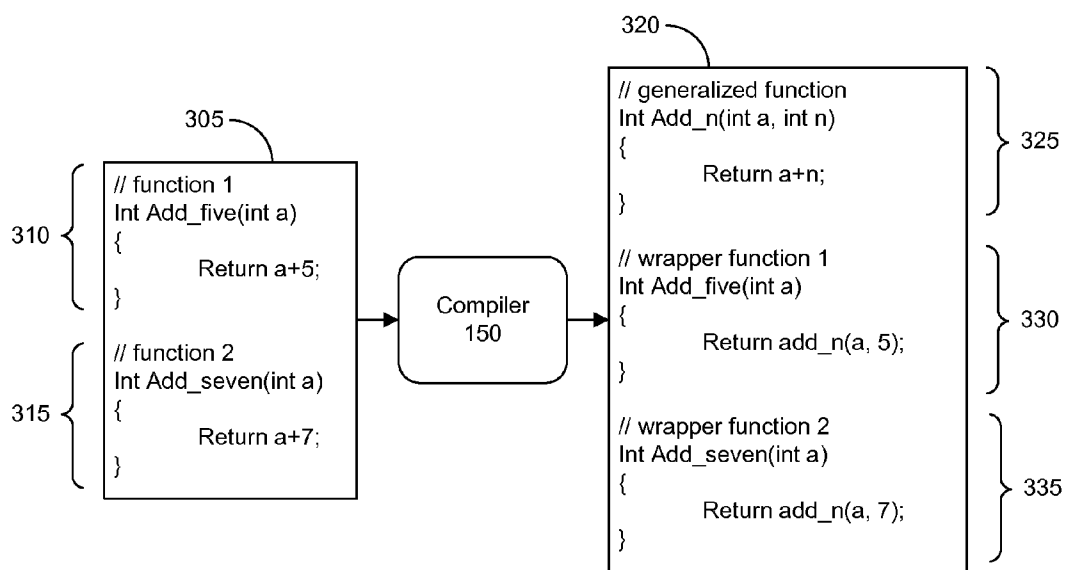 305
310
// function 1
Int Add_five(int a)
{
Return a+5;
}
315
// function 2
Int Add_seven(int a)
{
Return a+7;
}
Compiler
150
320
// generalized function
Int Add_n(int a, int n)
{
Return a+n;
}
325
// wrapper function 1
Int Add_five(int a)
{
Return add_n(a, 5);
}
330
// wrapper function 2
Int Add_seven(int a)
{
Return add_n(a, 7);
}
335